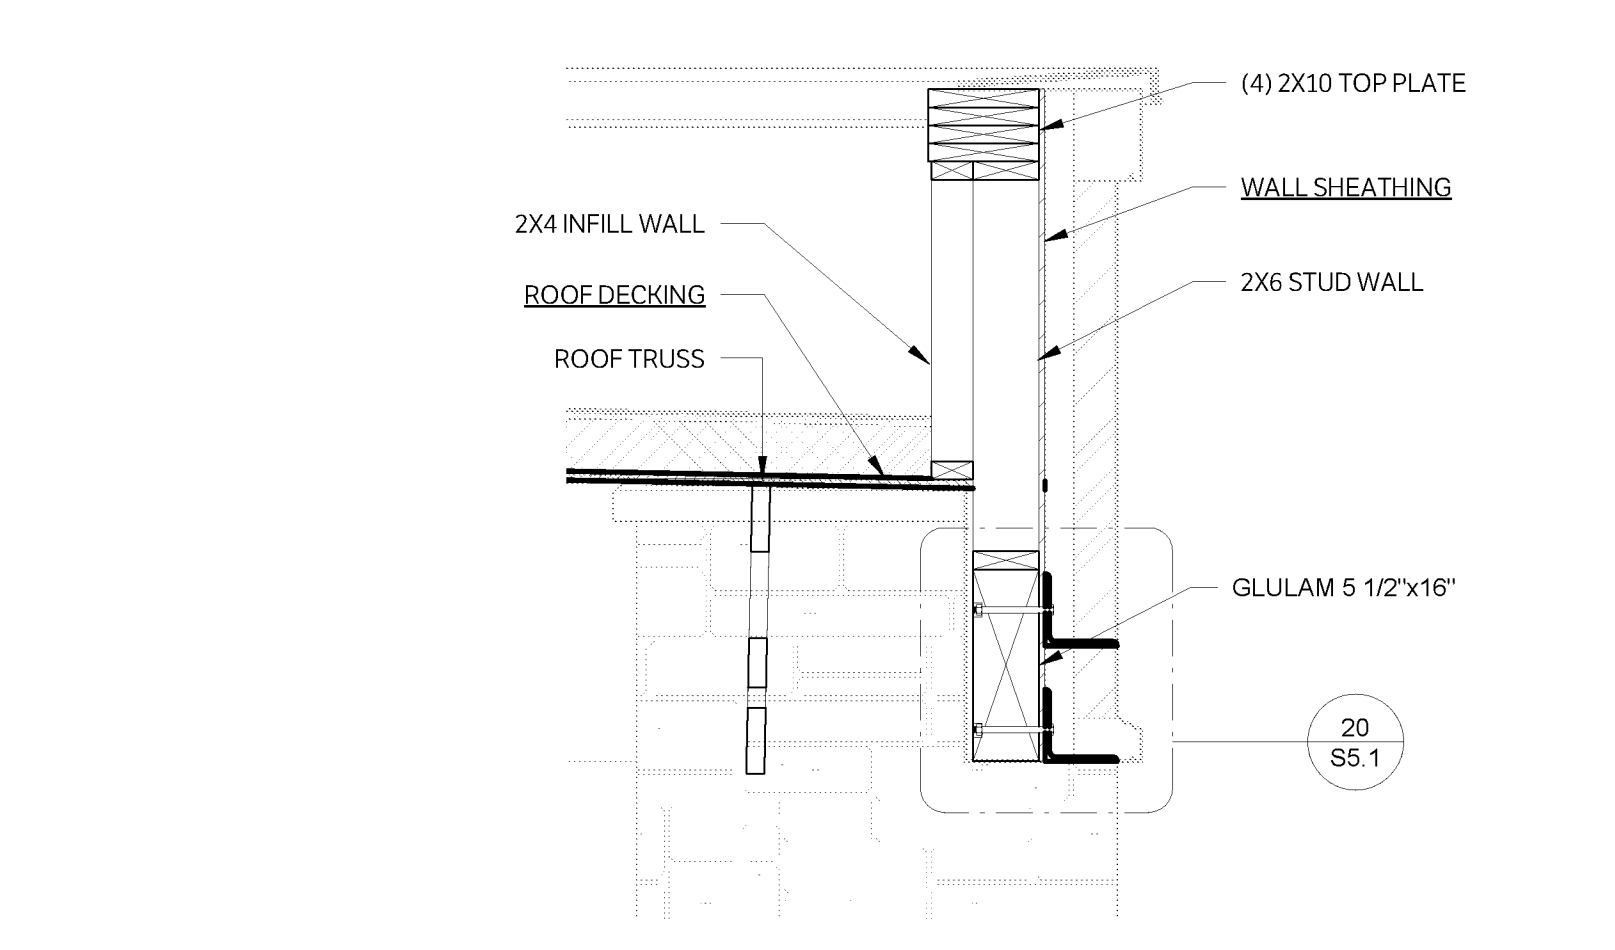 (4) 2X10 TOP PLATE
WALL SHEATHING
2X4 INFILL WALL
2X6 STUD WALL
ROOF DECKING
ROOF TRUSS
GLULAM 5 1/2"x16"
20
S5.1